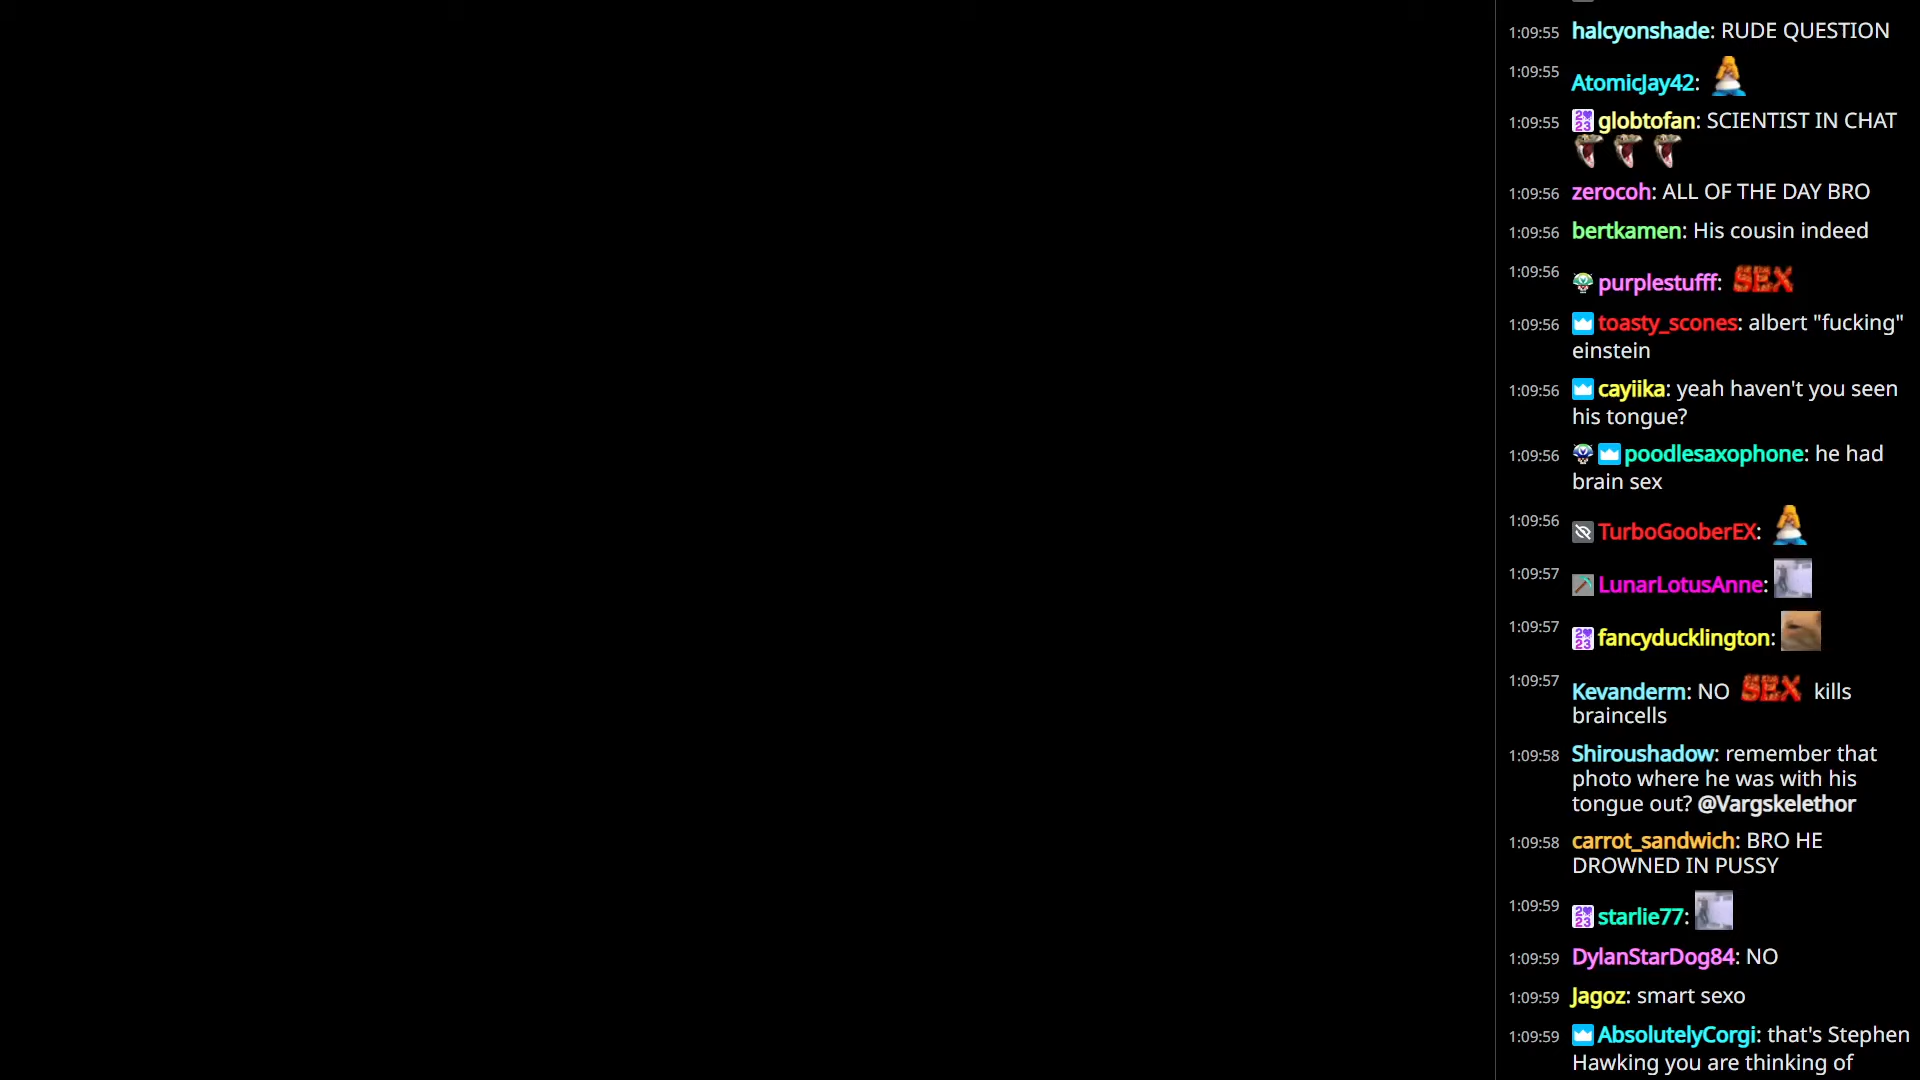 1:09:55 halcyonshade: RUDE QUESTION
1:09:55 AtomicJay42:
1:09:55 globtofan: SCIENTIST IN CHAT
1:09:56 zerocoh: ALL OF THE DAY BRO
1:09:56 bertkamen: His cousin indeed
1:09:56 purplestufff: SEX
1:09:56 toasty_scones: albert "fucking"
einstein
1:09:56 cayiika: yeah haven't you seen
his tongue?
1:09:56 poodlesaxophone: he had
brain sex
1:09:56 TurboGooberEX:
1:09:57 LunarLotusAnne:
1:09:57 2023 fancyducklington:
1:09:57 Kevanderm: NO SEX kills
braincells
1:09:58 Shiroushadow: remember that
photo where he was with his
tongue out? @Vargskelethor
1:09:58 carrot_sandwich: BRO HE
DROWNED IN PUSSY
1:09:59 2023 starlie77:
1:09:59 DylanStarDog84: NO
1:09:59 Jagoz: smart sexo
1:09:59 AbsolutelyCorgi: that's Stephen
Hawking you are thinking of